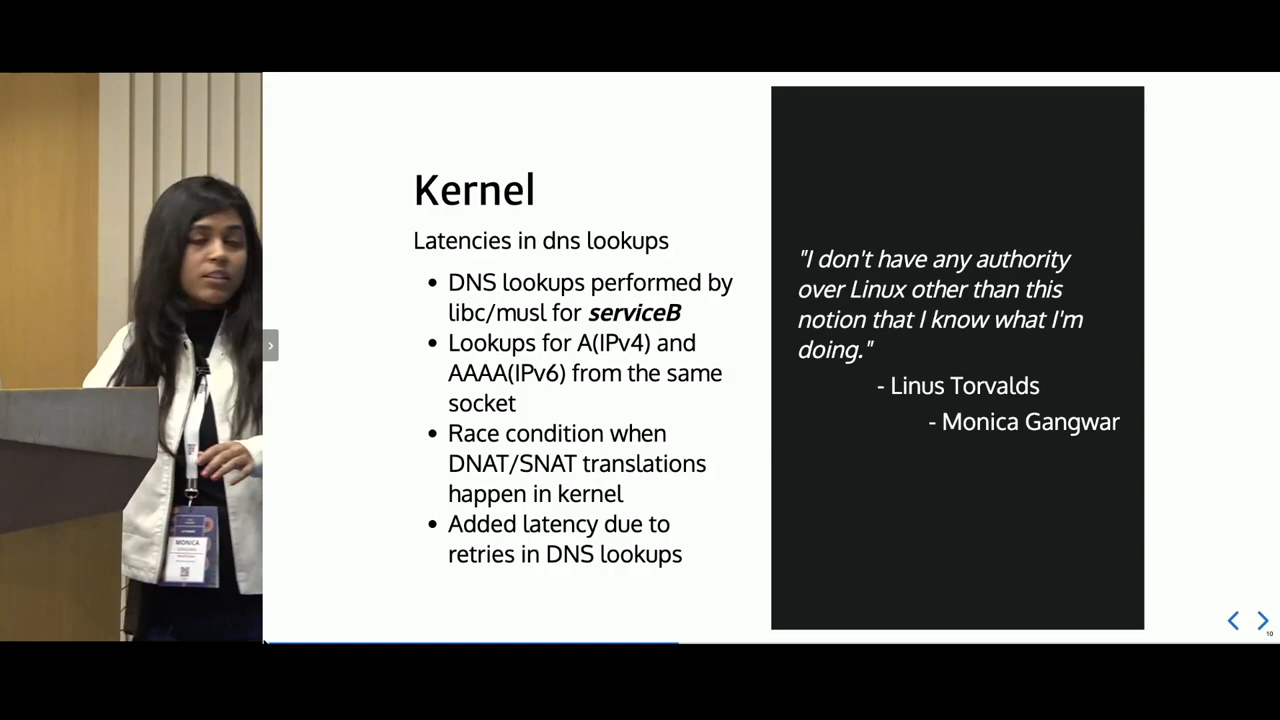 Kernel
Latencies in dns lookups
• DNS lookups performed by
libc/musl for serviceB
• Lookups for A(IPv4) and
AAAA(IPv6) from the same
socket
• Race condition when
DNAT/SNAT translations
happen in kernel
• Added latency due to
retries in DNS lookups
"I don't have any authority
over Linux other than this
notion that I know what I'm
doing."
- Linus Torvalds
- Monica Gangwar
10
MONICA